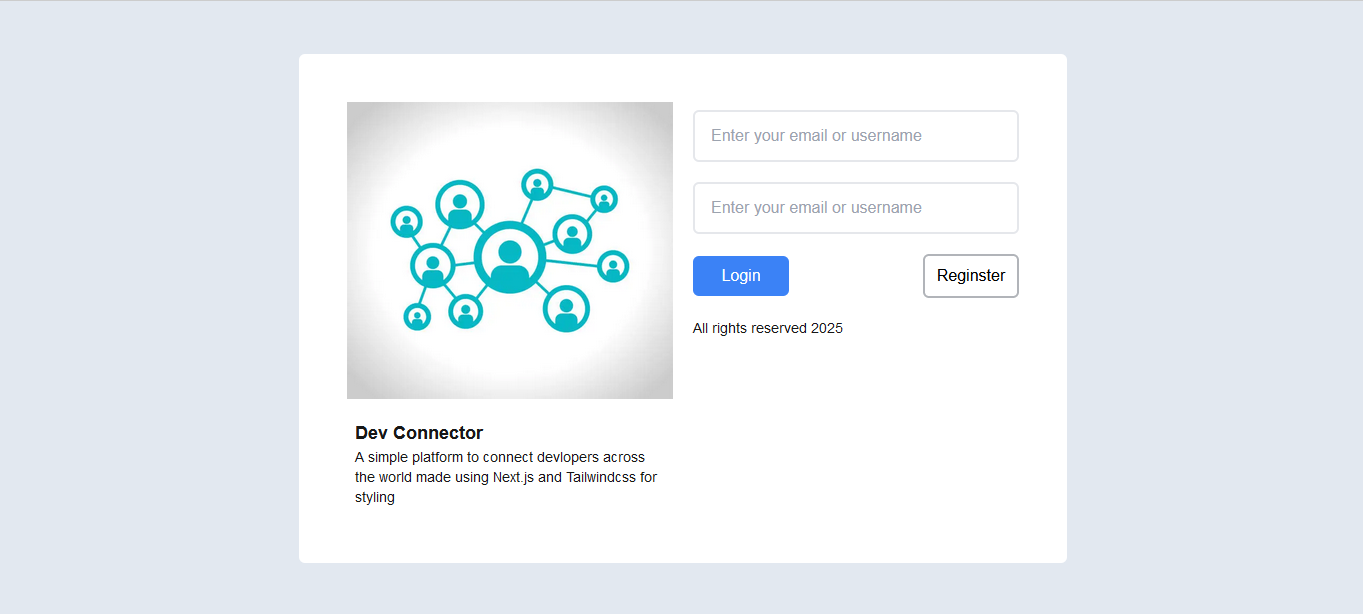 Enter your email or username
Enter your email or username
Login
Reginster
All rights reserved 2025
Dev Connector
A simple platform to connect devlopers across
the world made using Next.js and Tailwindcss for
styling